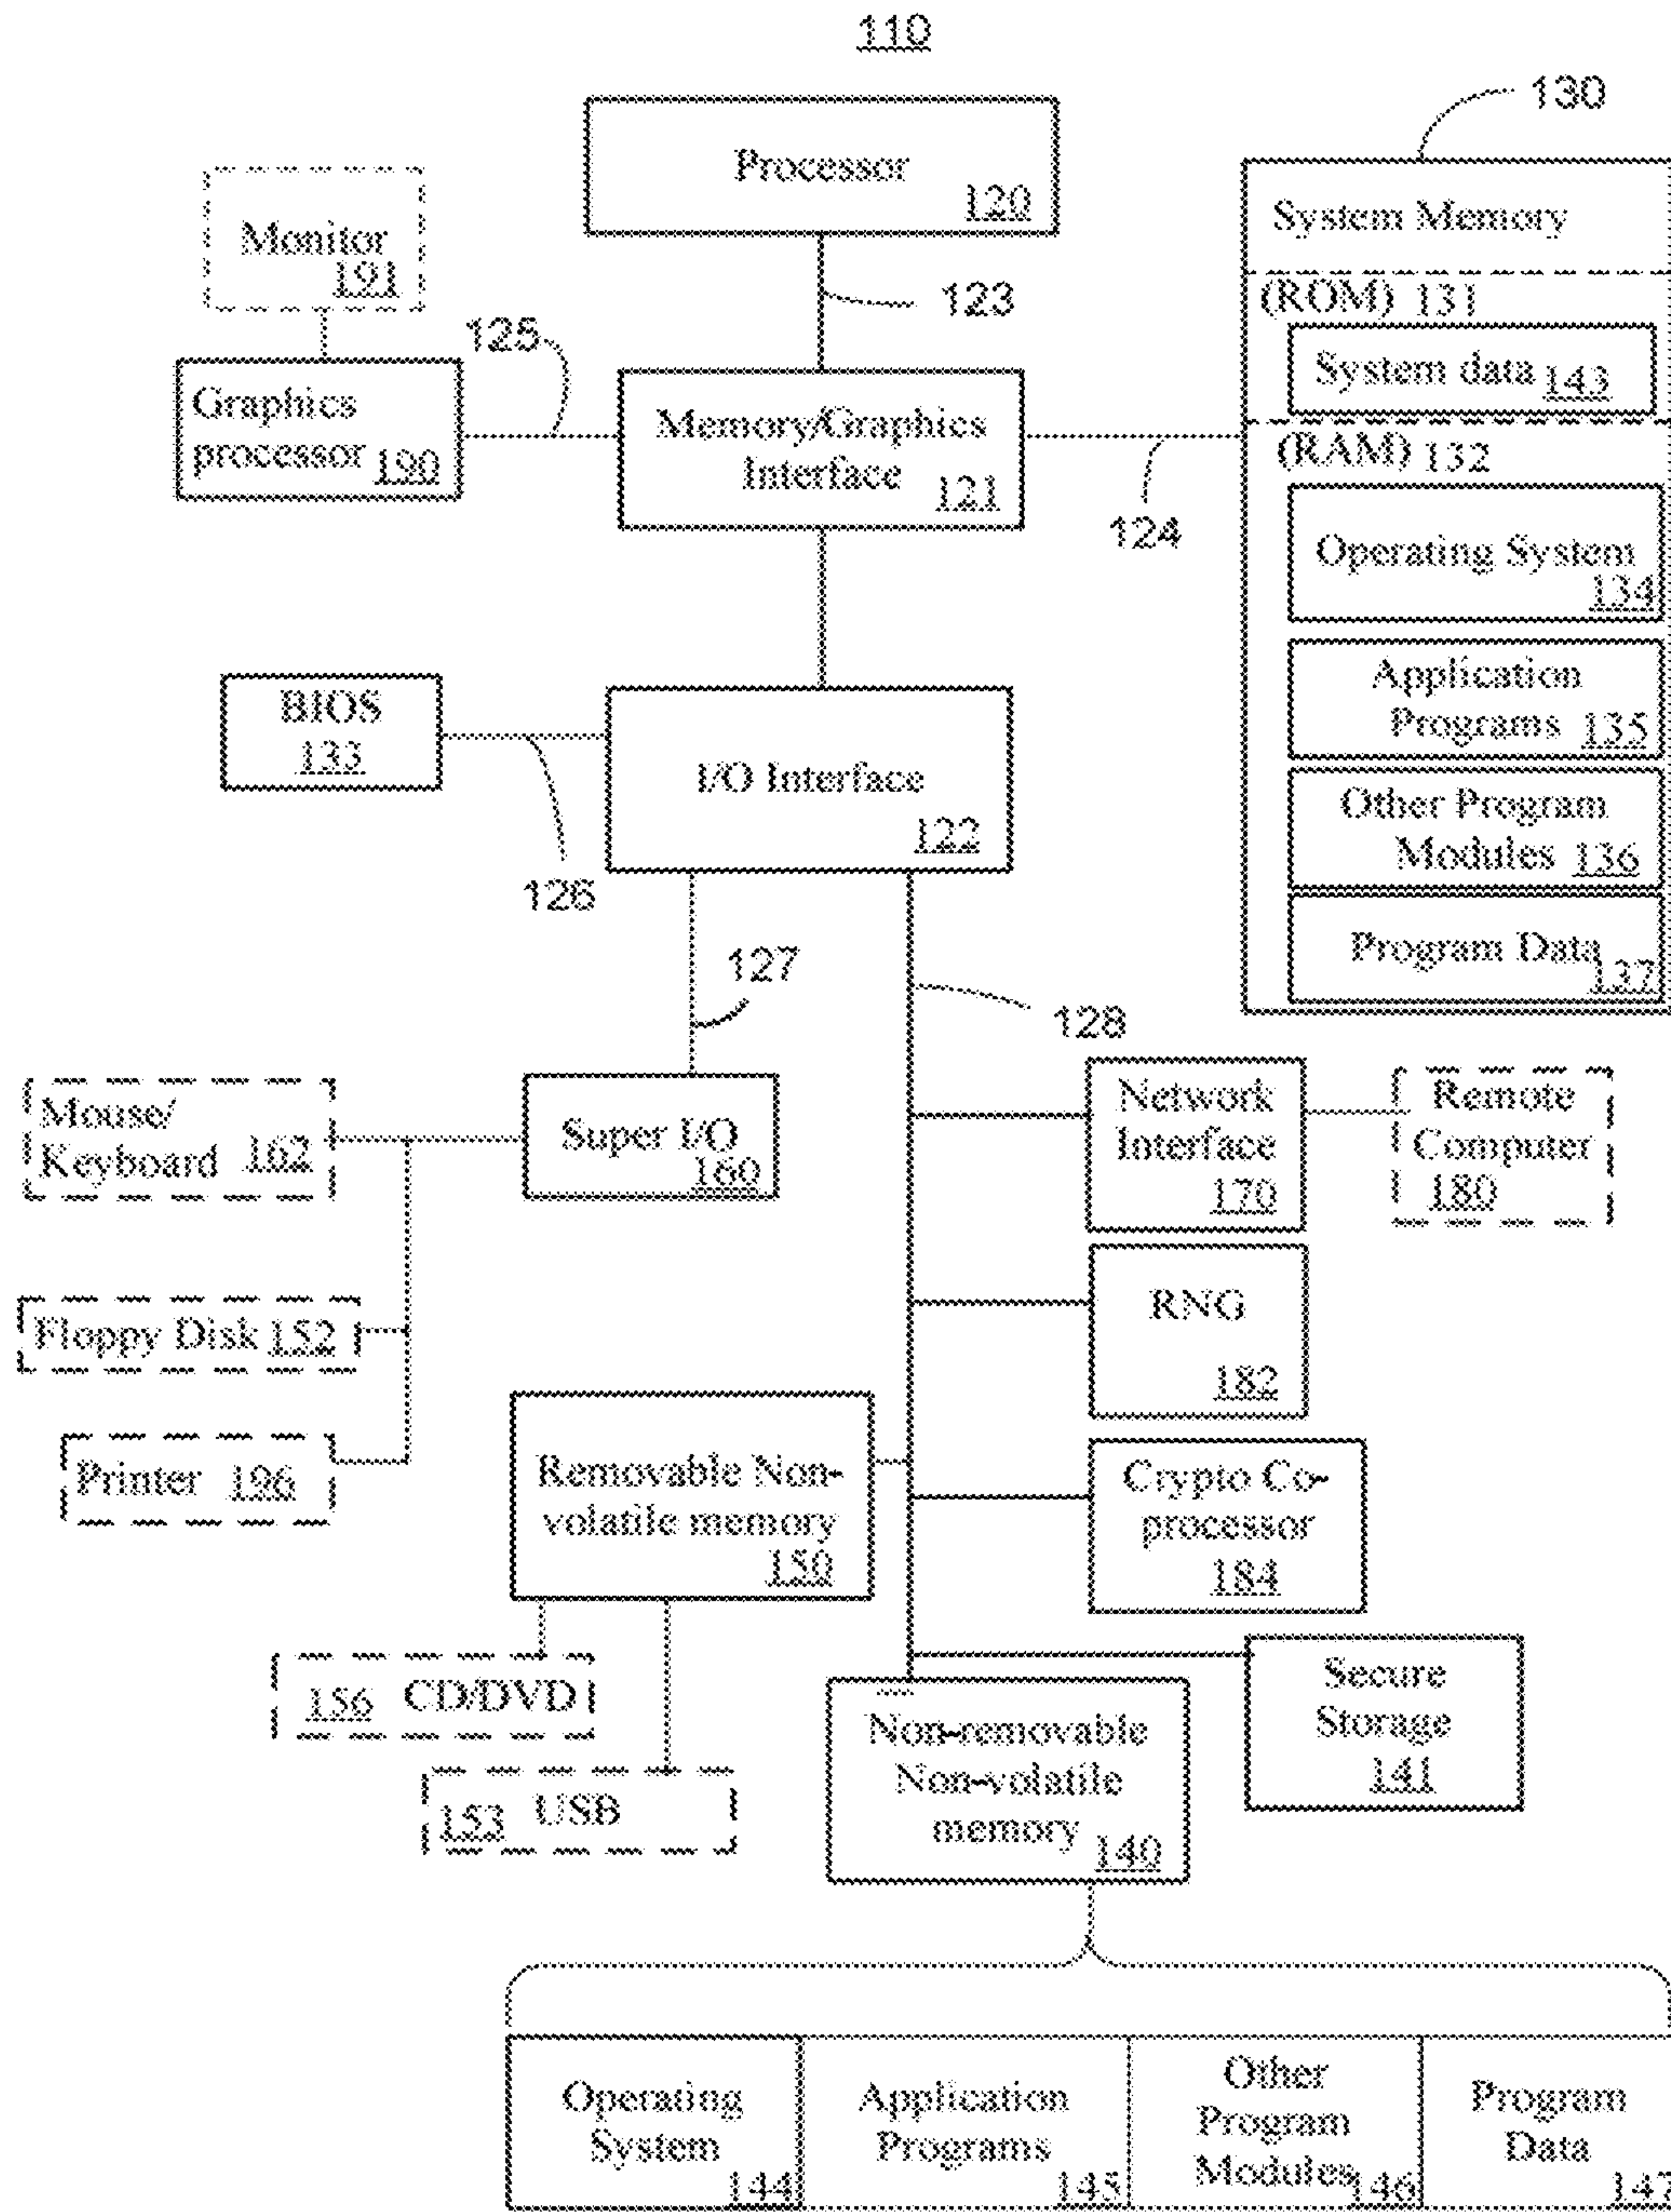 110
130
Processor
120
Monitor
191
System Memory
123
(ROM) 131
125
System data 143
Graphics
processor 190
Memory/Graphics
Interface
121
(RAM) 132
124
Operating System
134
Application
Programs 135
BIOS
133
I/O Interface
122
126
Other Program
Modules 136
Program Data
137
127
128
Mouse/
Keyboard 162
Super I/O
160
Network
Interface
170
Remote
Computer
180
Floppy Disk 152
RNG
182
Printer 196
Removable Non-
volatile memory
150
Crypto Co-
processor
184
156 CD/DVD
153 USB
Non-removable
Non-volatile
memory 140
Secure
Storage
141
Operating
System
144
Application
Programs
145
Other
Program
Modules 146
Program
Data
147